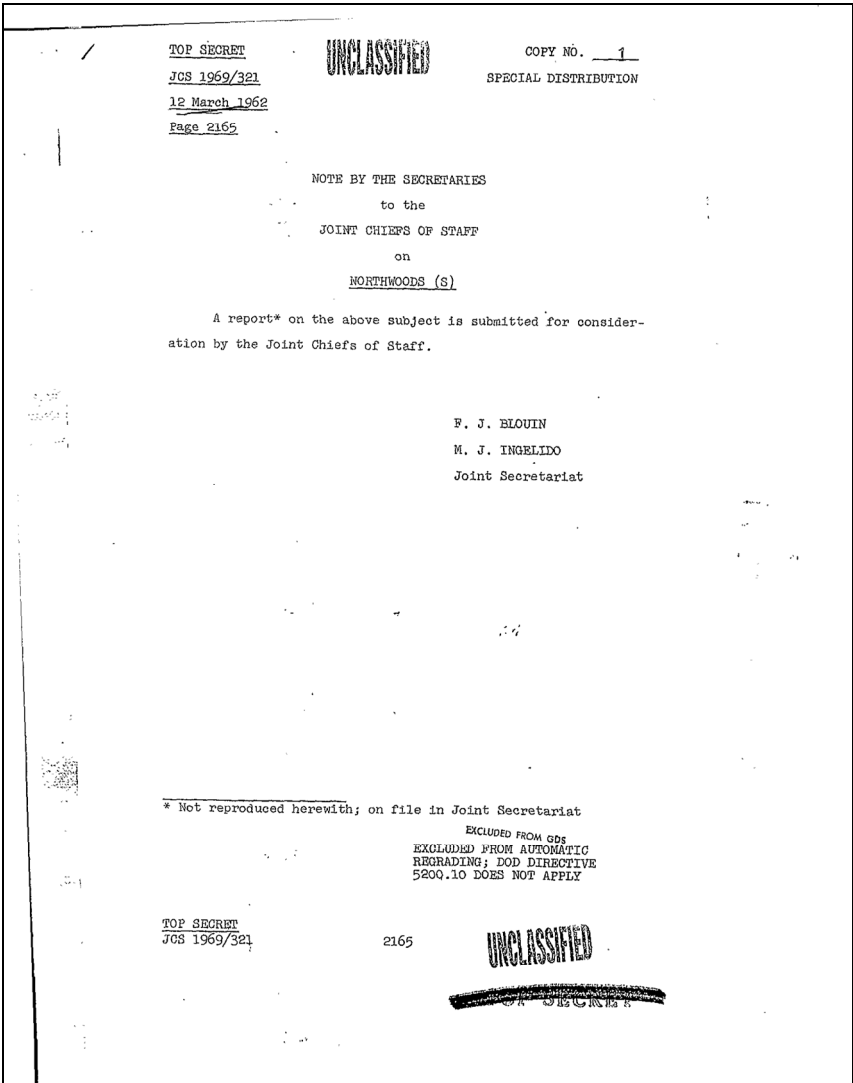 TOP SECRET
UNCLASSIFIED
COPY NO. 1
JCS 1969/321
SPECIAL DISTRIBUTION
12 March 1962
Page 2165
NOTE BY THE SECRETARIES
to the
JOINT CHIEFS OF STAFF
on
NORTHWOODS (S)
A report* on the above subject is submitted for consider-
ation by the Joint Chiefs of Staff.
F. J. BLOUIN
M. J. INGELIDO
Joint Secretariat
* Not reproduced herewith; on file in Joint Secretariat
EXCLUDED FROM GDS
EXCLUDED FROM AUTOMATIC
REGRADING; DOD DIRECTIVE
5200.10 DOES NOT APPLY
TOP SECRET
JCS 1969/321
2165
UNCLASSIFIED
SECRET